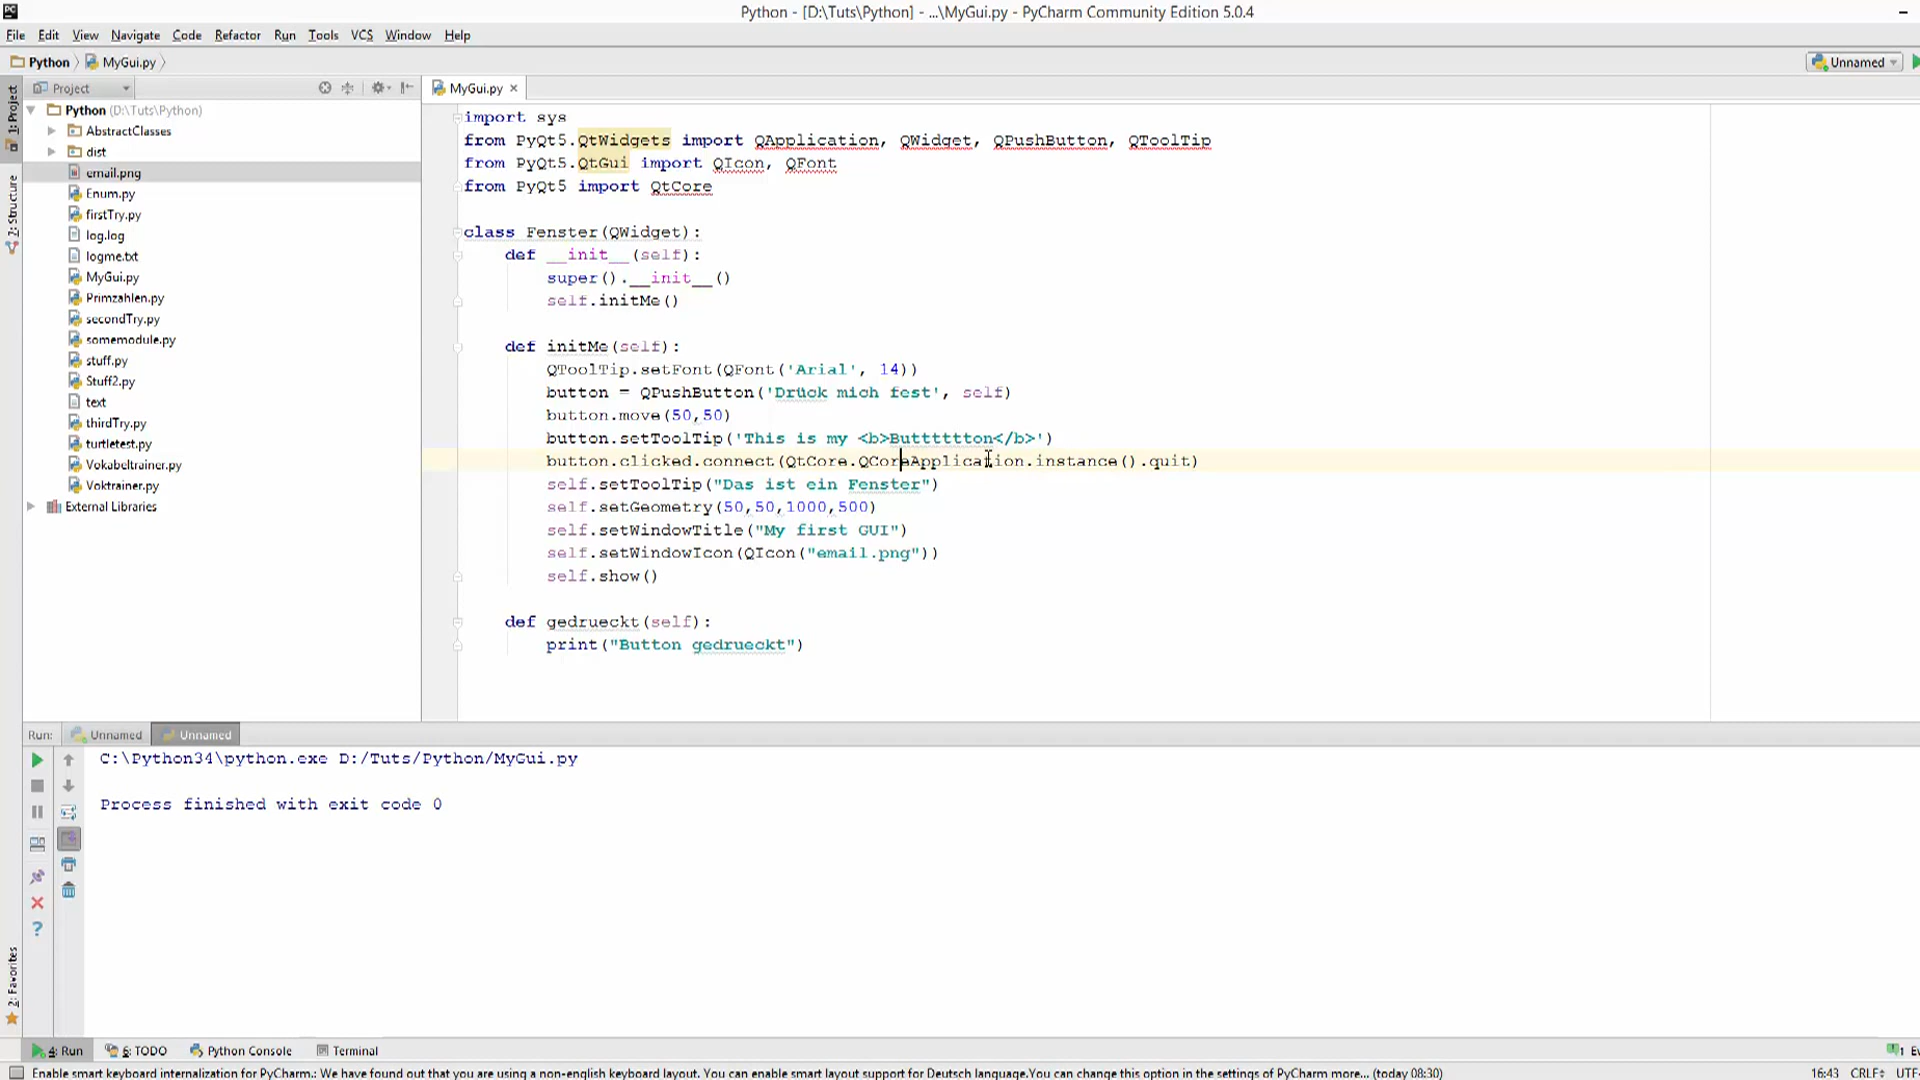 Python - [D:\Tuts\Python] - ...\MyGui.py - PyCharm Community Edition 5.0.4
File Edit View Navigate Code Refactor Run Tools VCS Window Help
Python MyGui.py Unnamed
1: Project
2: Structure
2: Favorites
Project
Python (D:\Tuts\Python)
AbstractClasses
dist
email.png
Enum.py
firstTry.py
log.log
logme.txt
MyGui.py
Primzahlen.py
secondTry.py
somemodule.py
stuff.py
Stuff2.py
text
thirdTry.py
turtletest.py
Vokabeltrainer.py
Voktrainer.py
External Libraries
MyGui.py
import sys
from PyQt5.QtWidgets import QApplication, QWidget, QPushButton, QToolTip
from PyQt5.QtGui import QIcon, QFont
from PyQt5 import QtCore
class Fenster(QWidget):
def __init__(self):
super().__init__()
self.initMe()
def initMe(self):
QToolTip.setFont(QFont('Arial', 14))
button = QPushButton('Drück mich fest', self)
button.move(50,50)
button.setToolTip('This is my <b>Butttttton</b>')
button.clicked.connect(QtCore.QCoreApplication.instance().quit)
self.setToolTip("Das ist ein Fenster")
self.setGeometry(50,50,1000,500)
self.setWindowTitle("My first GUI")
self.setWindowIcon(QIcon("email.png"))
self.show()
def gedrueckt(self):
print("Button gedrueckt")
Run: Unnamed Unnamed
C:\Python34\python.exe D:/Tuts/Python/MyGui.py
Process finished with exit code 0
4: Run 6: TODO Python Console Terminal 1 Ev
Enable smart keyboard internalization for PyCharm.: We have found out that you are using a non-english keyboard layout. You can enable smart layout support for Deutsch language.You can change this option in the settings of PyCharm more... (today 08:30) 16:43 CRLF UTF-